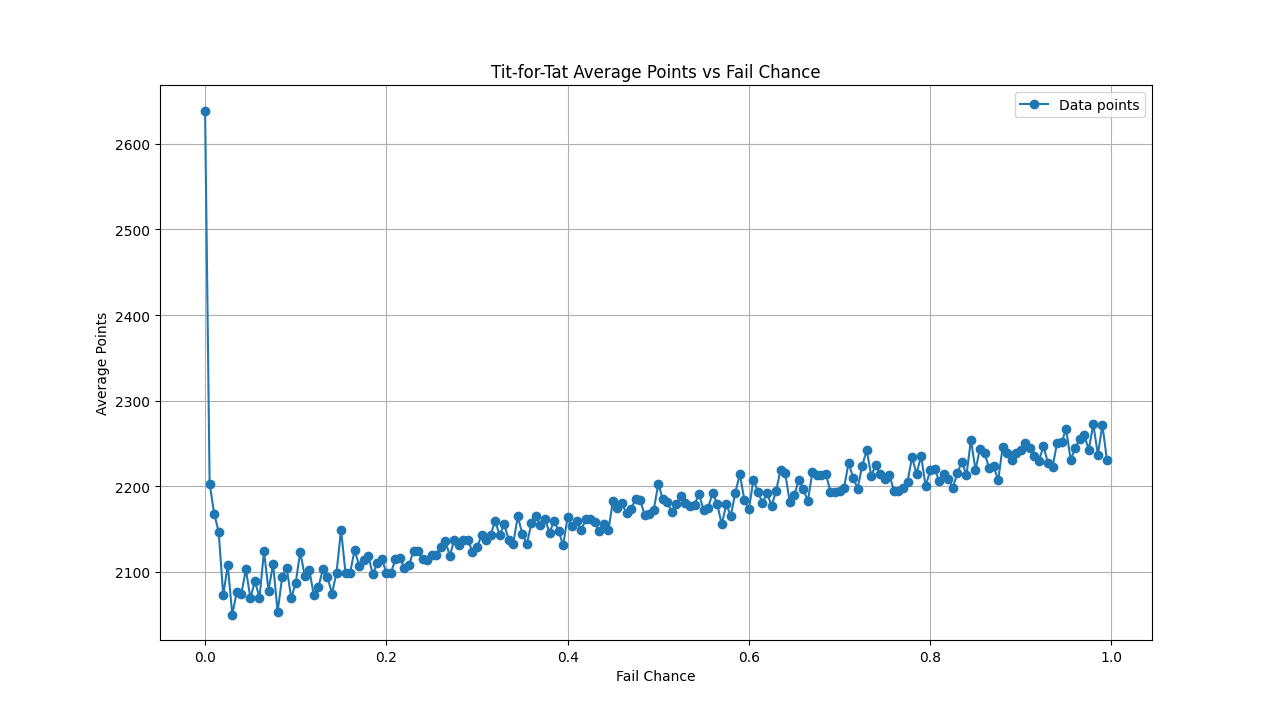 Tit-for-Tat Average Points vs Fail Chance
Data points
2600
2500
2400
2300
2200
2100
Average Points
0.0 0.2 0.4 0.6 0.8 1.0
Fail Chance